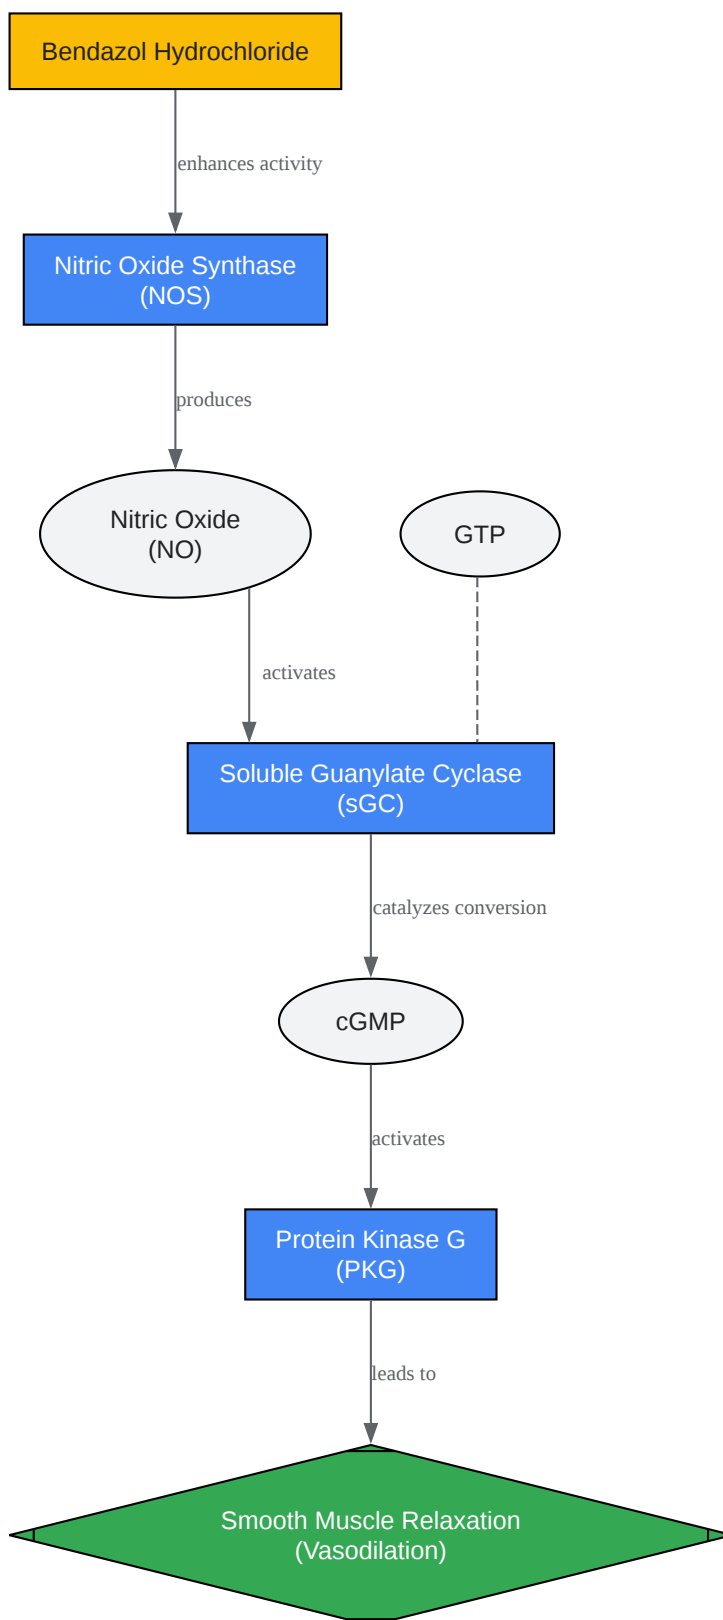 Bendazol Hydrochloride
enhances activity
Nitric Oxide Synthase
(NOS)
produces
Nitric Oxide
(NO)
GTP
activates
Soluble Guanylate Cyclase
(sGC)
catalyzes conversion
cGMP
activates
Protein Kinase G
(PKG)
leads to
Smooth Muscle Relaxation
(Vasodilation)